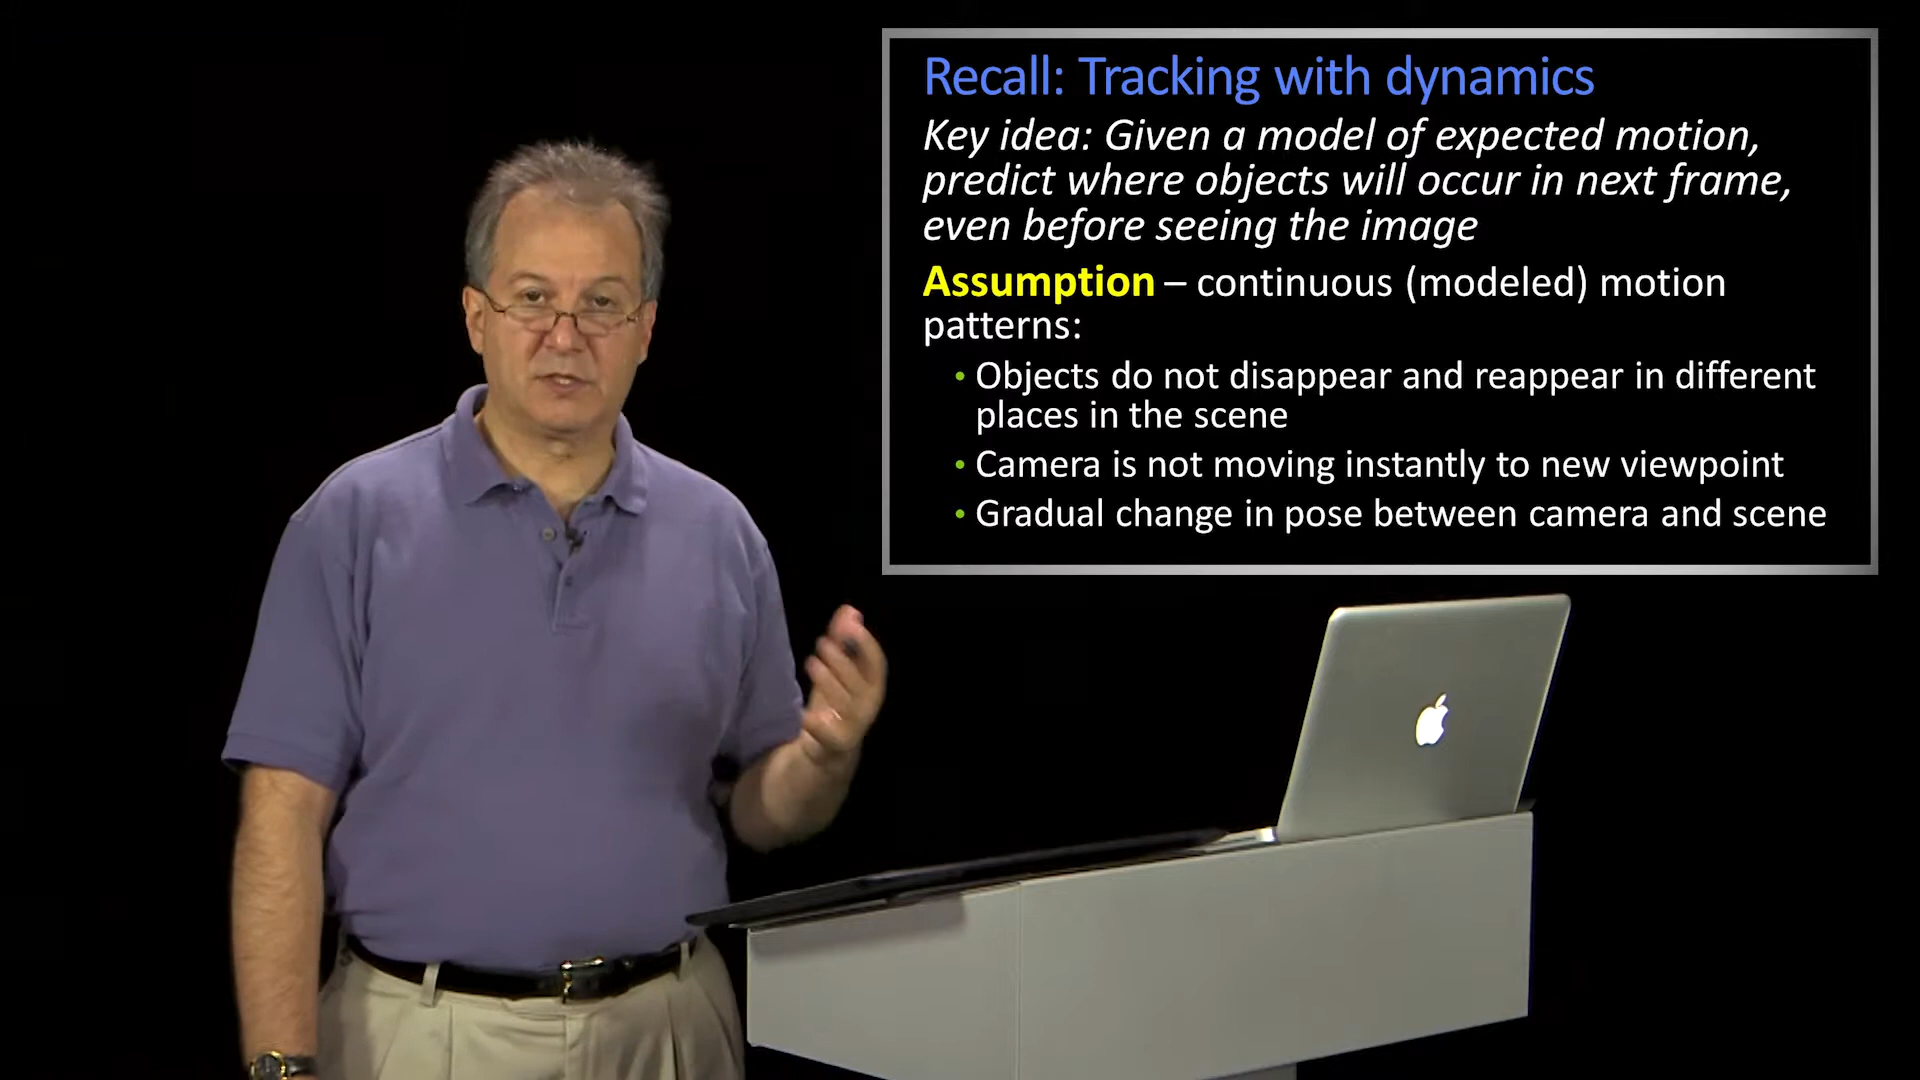 Recall: Tracking with dynamics
Key idea: Given a model of expected motion,
predict where objects will occur in next frame,
even before seeing the image
Assumption – continuous (modeled) motion
patterns:
• Objects do not disappear and reappear in different
places in the scene
• Camera is not moving instantly to new viewpoint
• Gradual change in pose between camera and scene